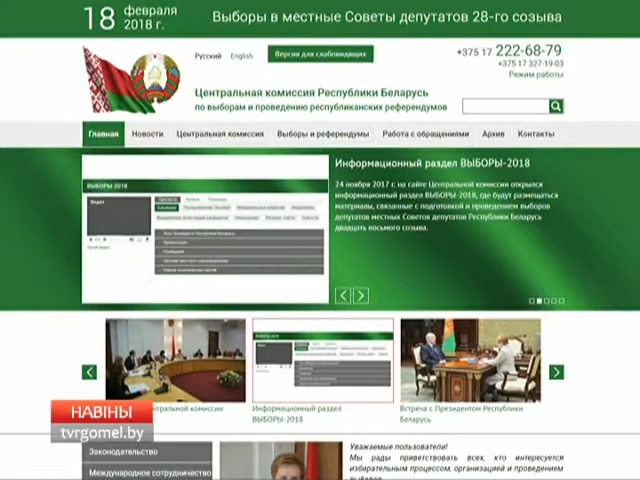 18 февраля 2018 г.
Выборы в местные Советы депутатов 28-го созыва
Русский English Версия для слабовидящих
+375 17 222-68-79
+375 17 327-19-03
Режим работы
Центральная комиссия Республики Беларусь
по выборам и проведению республиканских референдумов
Главная Новости Центральная комиссия Выборы и референдумы Работа с обращениями Архив Контакты
ВЫБОРЫ-2018
Информационный раздел ВЫБОРЫ-2018
24 ноября 2017 г. на сайте Центральной комиссии открылся
информационный раздел ВЫБОРЫ-2018, где будут размещаться
материалы, связанные с подготовкой и проведением выборов
депутатов местных Советов депутатов Республики Беларусь
двадцать восьмого созыва.
нтральной комиссии
Информационный раздел
ВЫБОРЫ-2018
Встреча с Президентом Республики
Беларусь
НАВІНЫ
tvrgomel.by
Законодательство
Международное сотрудничество
Уважаемые пользователи!
Мы рады приветствовать всех, кто интересуется
избирательным процессом, организацией и проведением